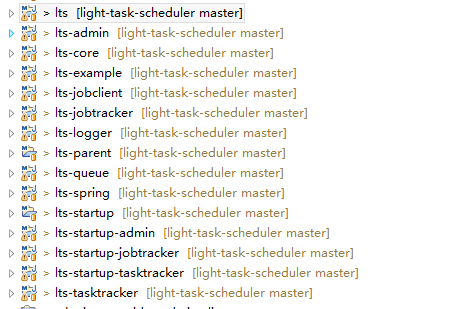 > lts [light-task-scheduler master]
> lts-admin [light-task-scheduler master]
> lts-core [light-task-scheduler master]
> lts-example [light-task-scheduler master]
> lts-jobclient [light-task-scheduler master]
> lts-jobtracker [light-task-scheduler master]
> lts-logger [light-task-scheduler master]
> lts-parent [light-task-scheduler master]
> lts-queue [light-task-scheduler master]
> lts-spring [light-task-scheduler master]
> lts-startup [light-task-scheduler master]
> lts-startup-admin [light-task-scheduler master]
> lts-startup-jobtracker [light-task-scheduler master]
> lts-startup-tasktracker [light-task-scheduler master]
> lts-tasktracker [light-task-scheduler master]